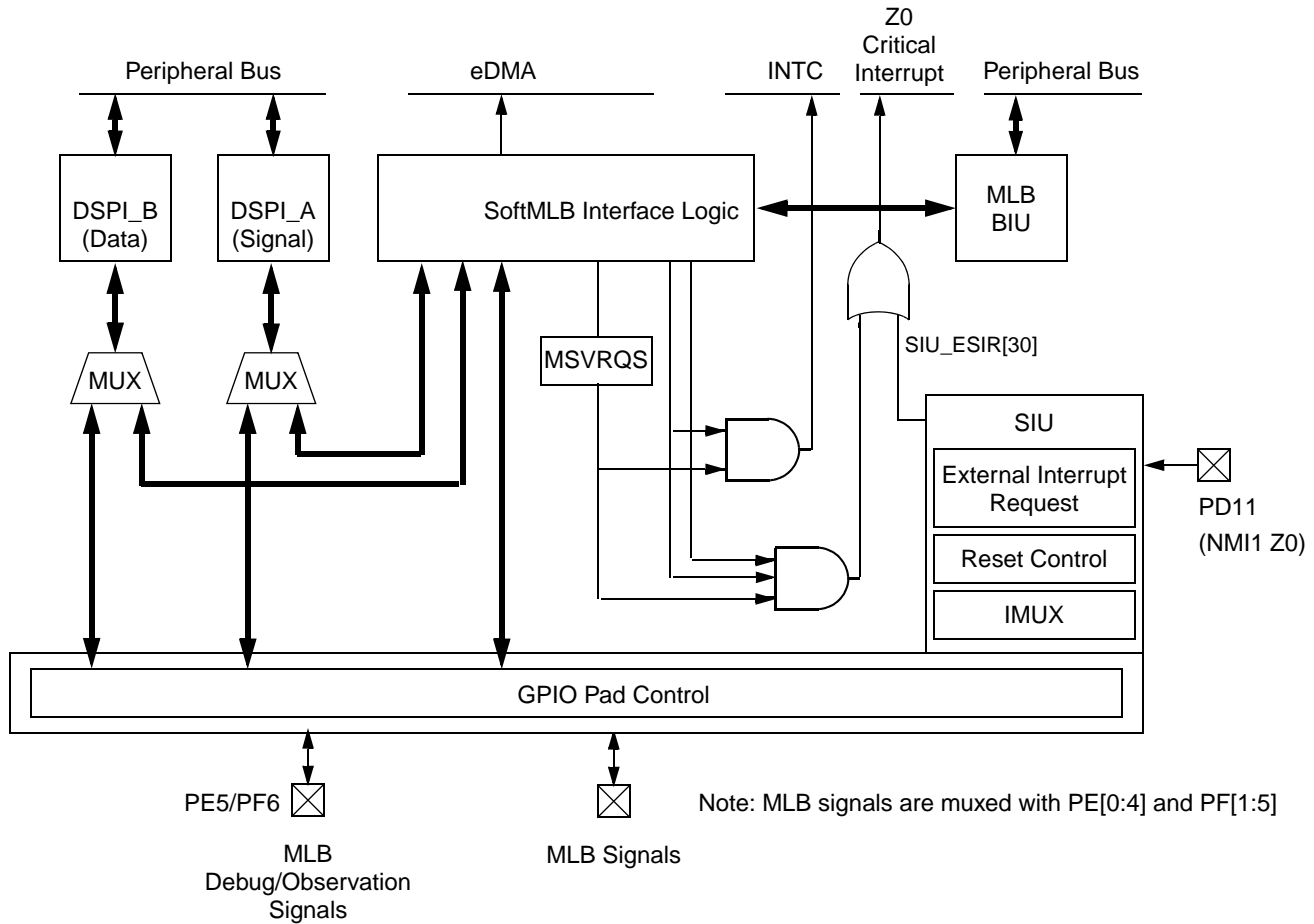 Z0
Critical
Interrupt
Peripheral Bus
eDMA
INTC
Peripheral Bus
DSPI_B
(Data)
DSPI_A
(Signal)
SoftMLB Interface Logic
MLB
BIU
SIU_ESIR[30]
MUX
MUX
MSVRQS
SIU
External Interrupt
Request
Reset Control
IMUX
PD11
(NMI1 Z0)
GPIO Pad Control
PE5/PF6
MLB
Debug/Observation
Signals
MLB Signals
Note: MLB signals are muxed with PE[0:4] and PF[1:5]